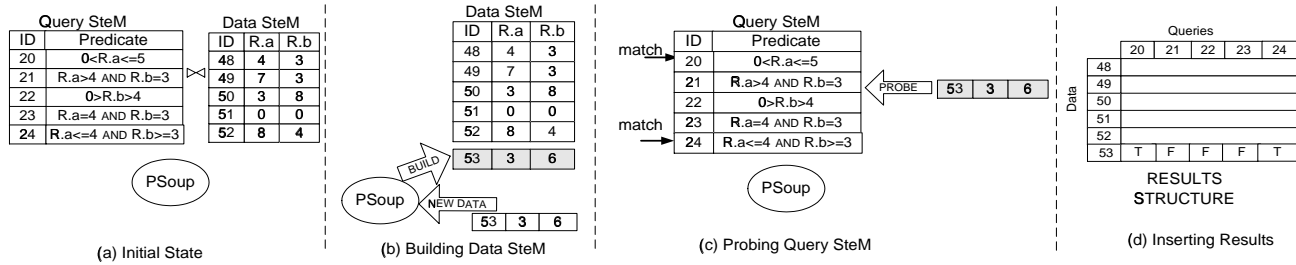 Query SteM
ID Predicate
20 0<R.a<=5
21 R.a>4 AND R.b=3
22 0>R.b>4
23 R.a=4 AND R.b=3
24 R.a<=4 AND R.b>=3
Data SteM
ID R.a R.b
48 4 3
49 7 3
50 3 8
51 0 0
52 8 4
PSoup
(a) Initial State
Data SteM
ID R.a R.b
48 4 3
49 7 3
50 3 8
51 0 0
52 8 4
53 3 6
BUILD
PSoup
NEW DATA
53 3 6
(b) Building Data SteM
Query SteM
ID Predicate
match
20 0<R.a<=5
21 R.a>4 AND R.b=3
22 0>R.b>4
23 R.a=4 AND R.b=3
match
24 R.a<=4 AND R.b>=3
PROBE
53 3 6
PSoup
(c) Probing Query SteM
Queries
20 21 22 23 24
Data
48
49
50
51
52
53 T F F F T
RESULTS
STRUCTURE
(d) Inserting Results